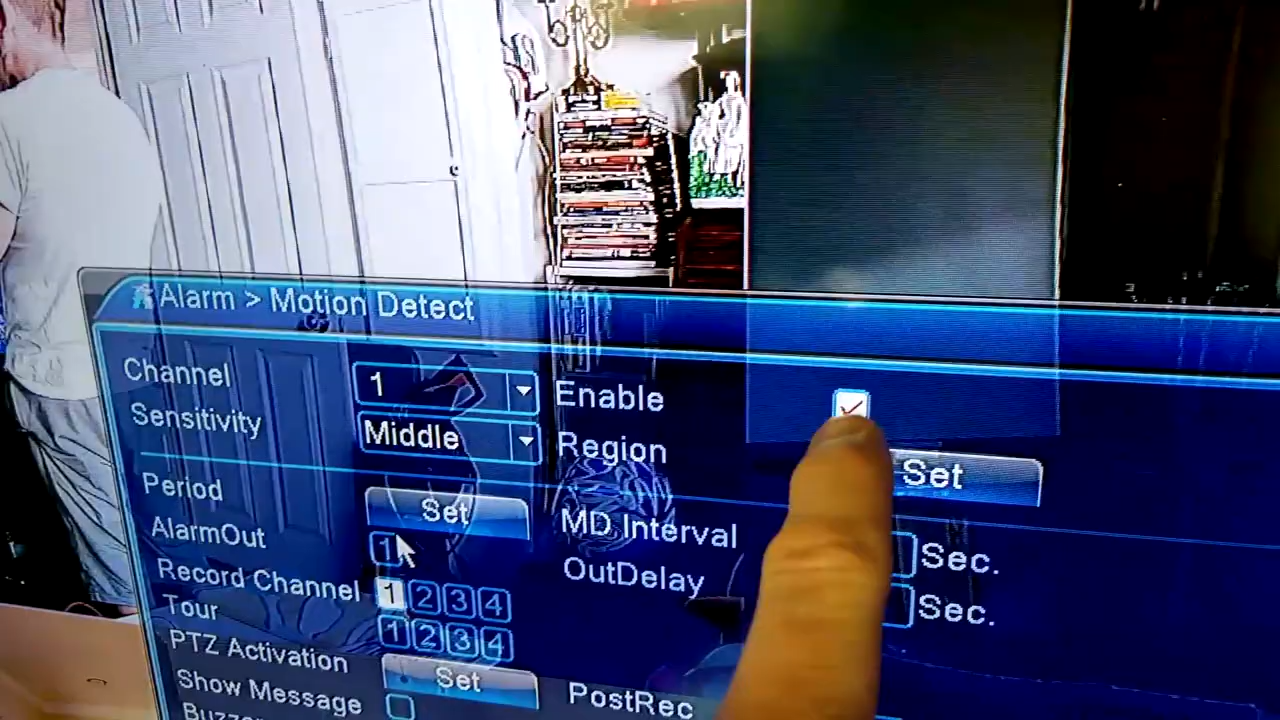 Alarm > Motion Detect
Channel 1 Enable
Sensitivity Middle Region Set
Period Set MD Interval Sec.
AlarmOut 1 OutDelay Sec.
Record Channel 1 2 3 4
Tour 1 2 3 4
PTZ Activation Set PostRec
Show Message